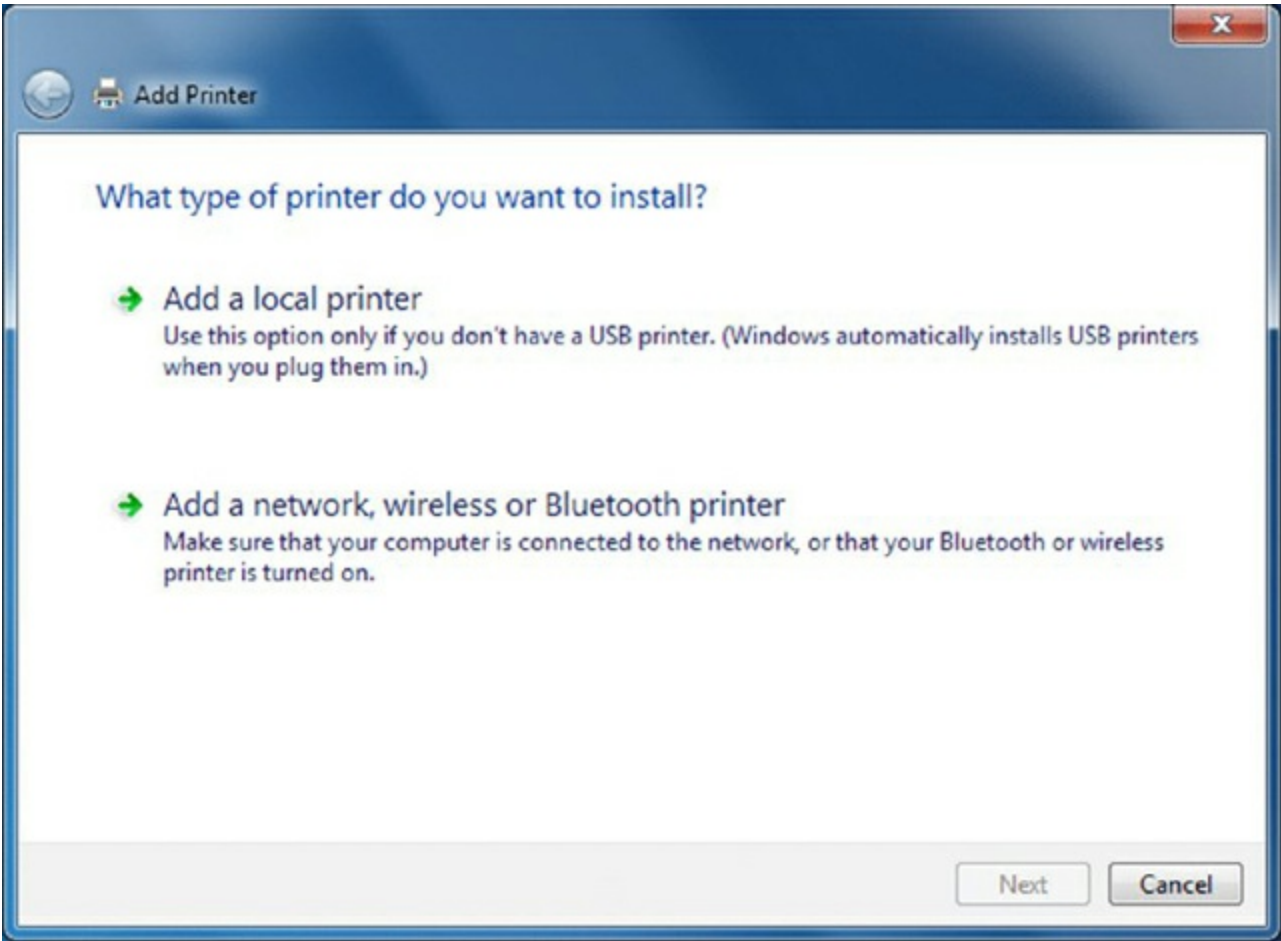 Add Printer
What type of printer do you want to install?
Add a local printer
Use this option only if you don't have a USB printer. (Windows automatically installs USB printers
when you plug them in.)
Add a network, wireless or Bluetooth printer
Make sure that your computer is connected to the network, or that your Bluetooth or wireless
printer is turned on.
Next Cancel